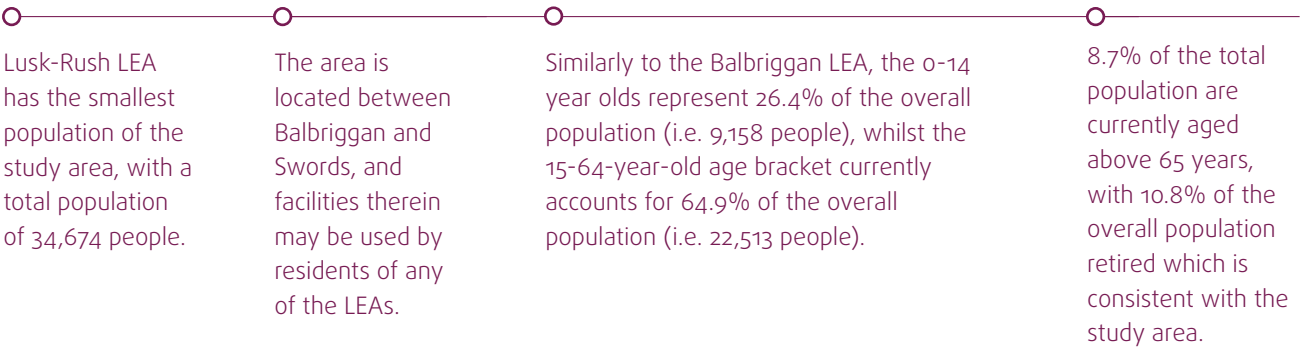 Lusk-Rush LEA
has the smallest
population of the
study area, with a
total population
of 34,674 people.
The area is
located between
Balbriggan and
Swords, and
facilities therein
may be used by
residents of any
of the LEAs.
Similarly to the Balbriggan LEA, the 0-14
year olds represent 26.4% of the overall
population (i.e. 9,158 people), whilst the
15-64-year-old age bracket currently
accounts for 64.9% of the overall
population (i.e. 22,513 people).
8.7% of the total
population are
currently aged
above 65 years,
with 10.8% of the
overall population
retired which is
consistent with the
study area.